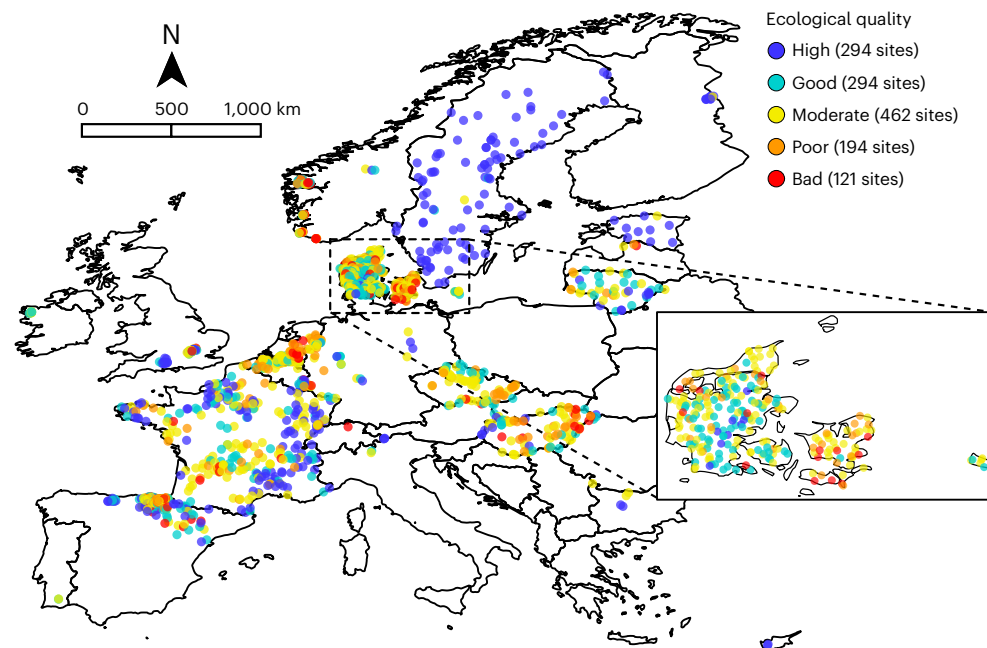 Ecological quality
N
High (294 sites)
Good (294 sites)
0 500 1,000 km
Moderate (462 sites)
Poor (194 sites)
Bad (121 sites)